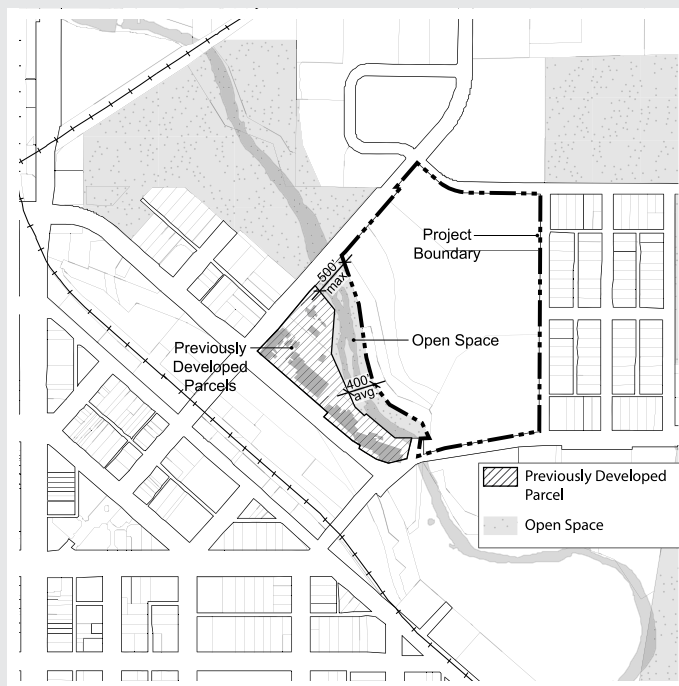 Project
Boundary
500'
max.
Open Space
Previously
Developed
Parcels
400'
avg.
Previously Developed
Parcel
Open Space